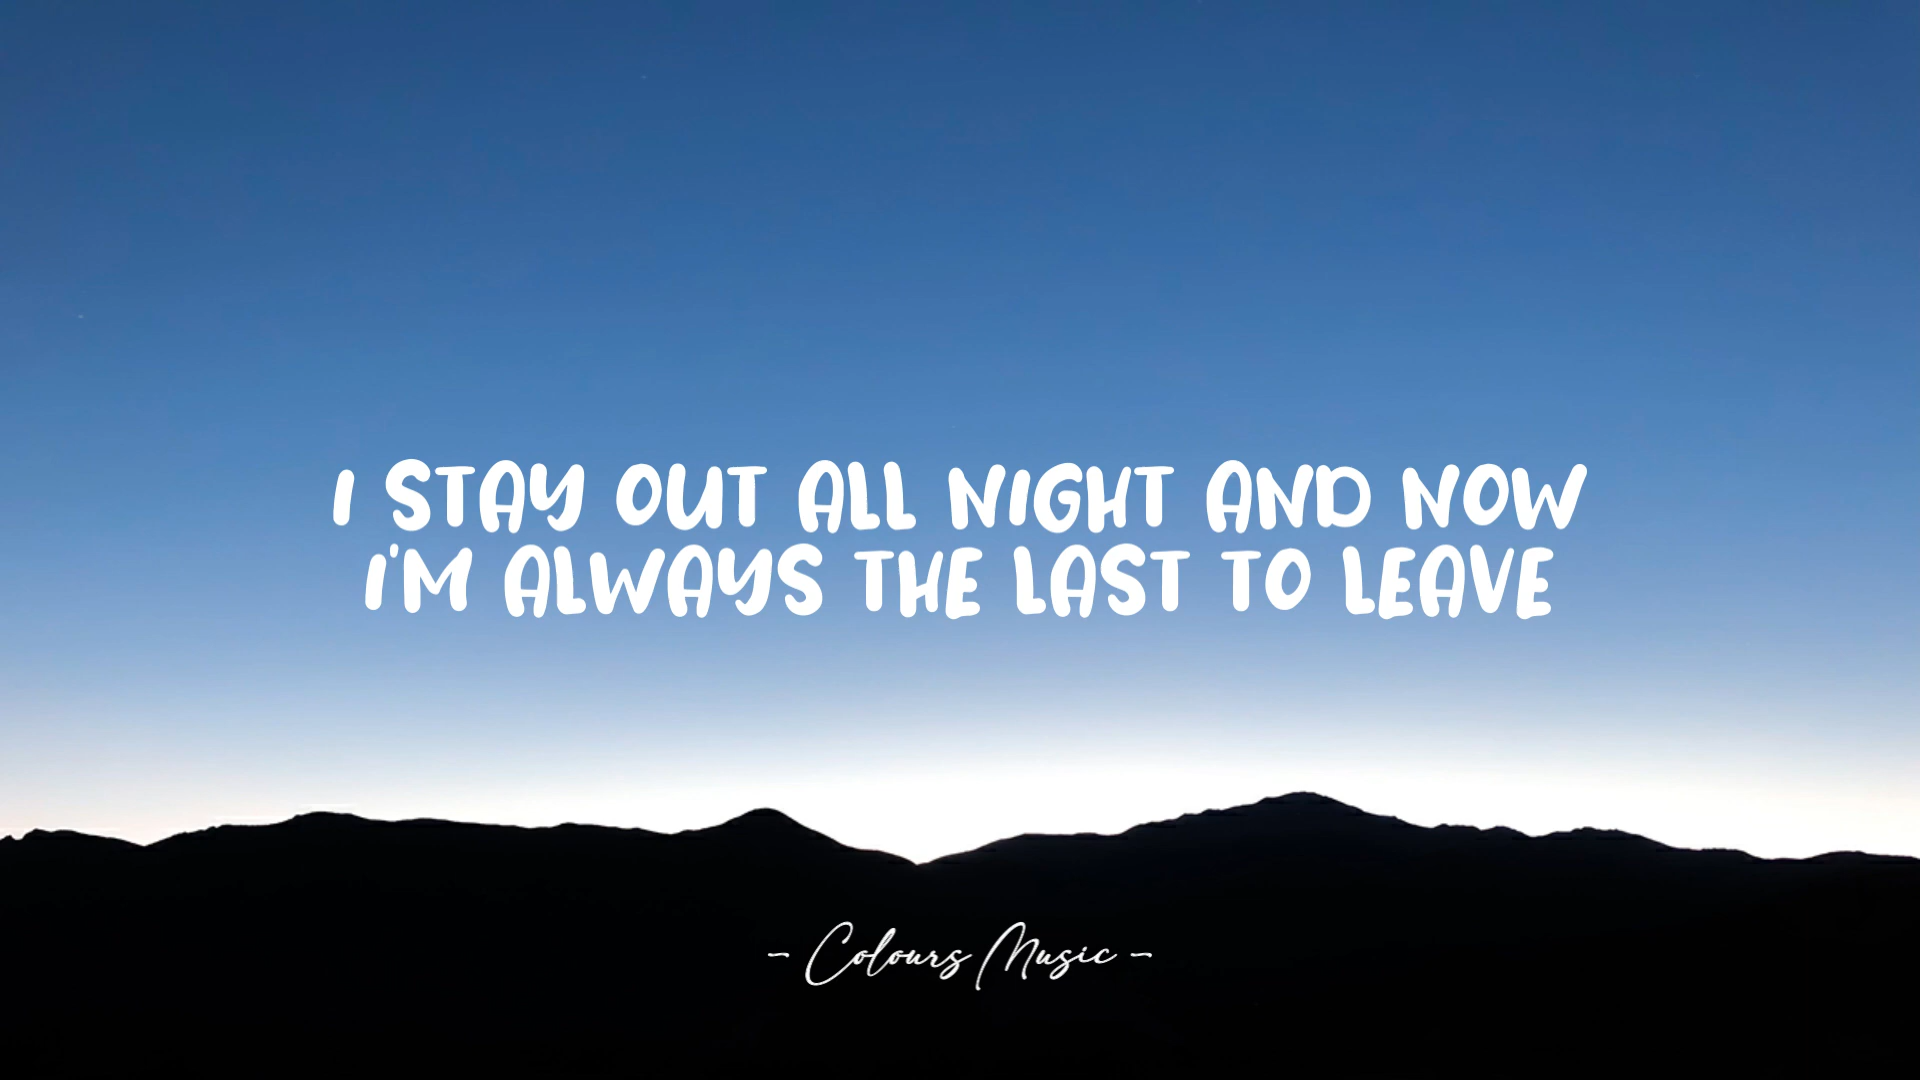 I STAY OUT ALL NIGHT AND NOW
I'M ALWAYS THE LAST TO LEAVE
- Colours Music -